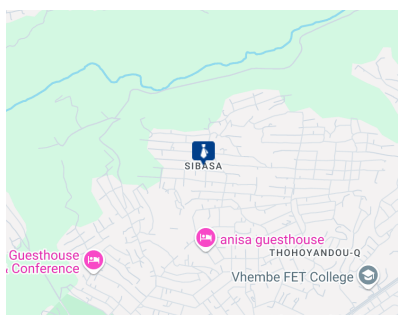 SIBASA
anisa guesthouse
THOHOYANDOU-Q
Guesthouse
& Conference
Vhembe FET College